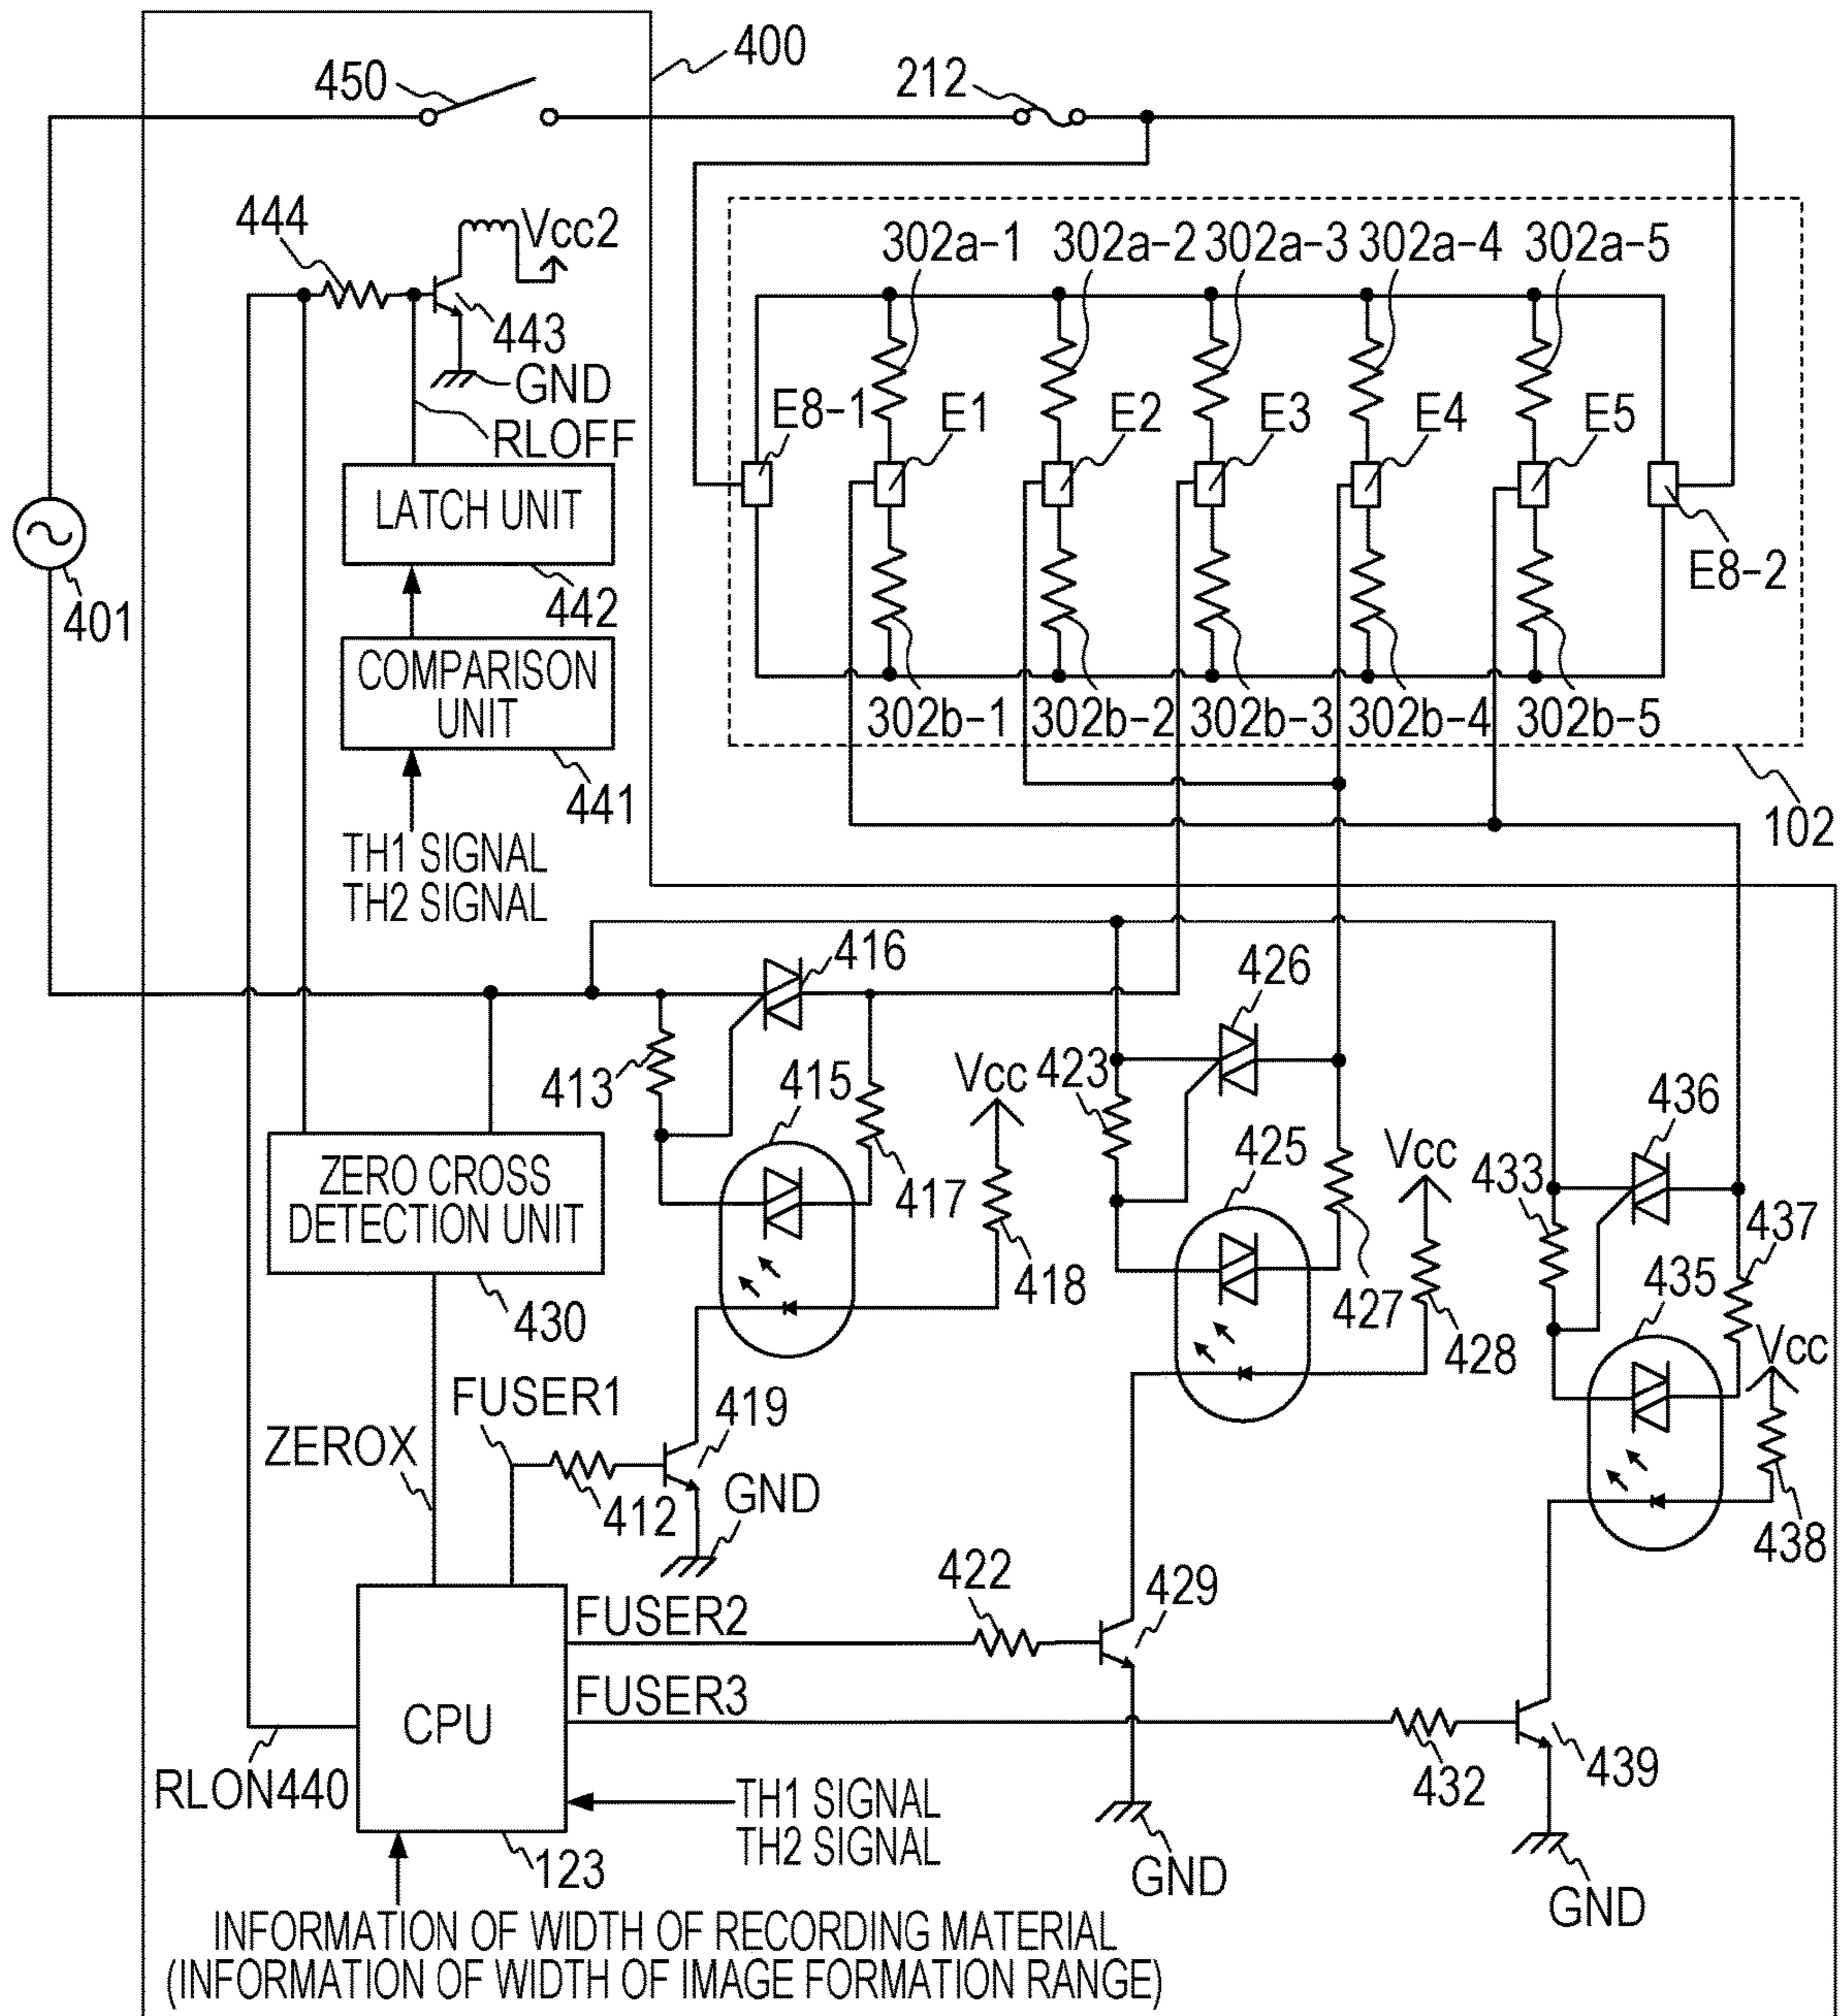 400
450
212
444
Vcc2
302a-1 302a-2 302a-3 302a-4 302a-5
443
GND
E8-1 E1 E2 E3 E4 E5
RLOFF
LATCH UNIT
E8-2
442
401
COMPARISON
UNIT
302b-1 302b-2 302b-3 302b-4 302b-5
441
102
TH1 SIGNAL
TH2 SIGNAL
416
426
413
415
Vcc
423
436
425
Vcc
433
ZERO CROSS
DETECTION UNIT
417
437
418
435
427
430
428
Vcc
FUSER1
419
ZEROX
GND
412
438
422
FUSER2
429
FUSER3
CPU
439
RLON440
432
TH1 SIGNAL
TH2 SIGNAL
123
GND
GND
INFORMATION OF WIDTH OF RECORDING MATERIAL
(INFORMATION OF WIDTH OF IMAGE FORMATION RANGE)